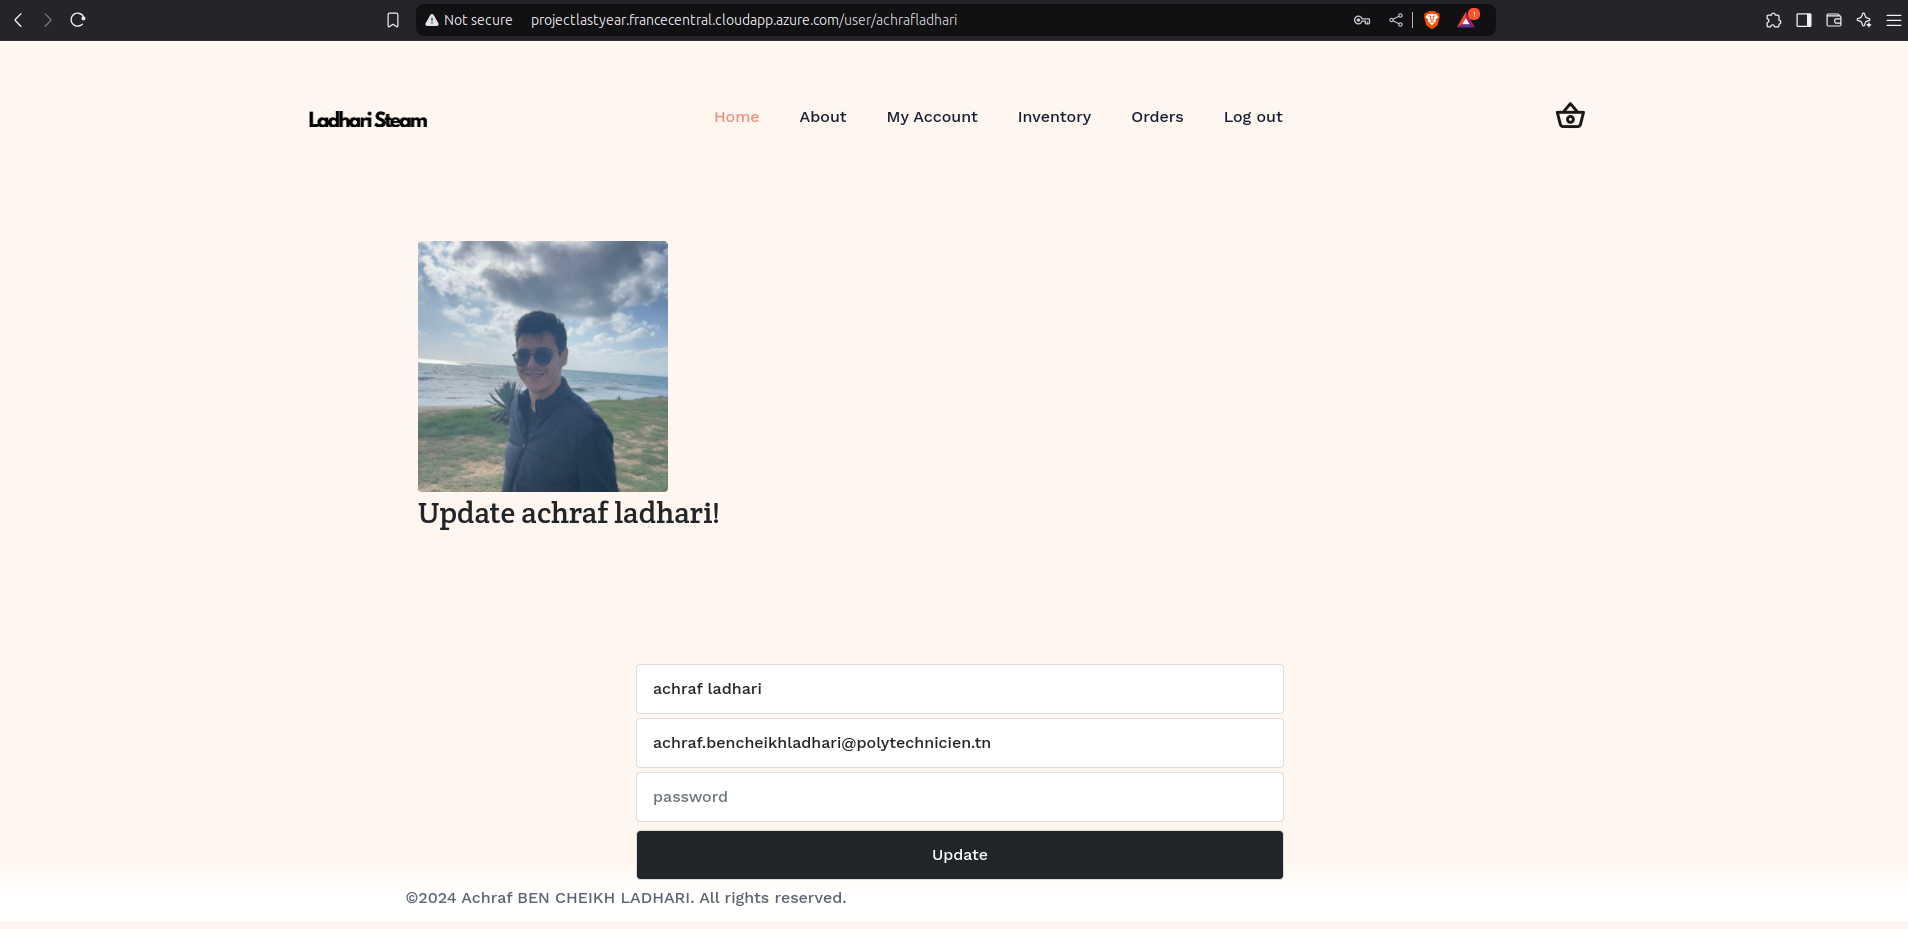 Not secure projectlastyear.francecentral.cloudapp.azure.com/user/achrafladhari 1
Ladhari Steam Home About My Account Inventory Orders Log out
Update achraf ladhari!
achraf ladhari
achraf.bencheikhladhari@polytechnicien.tn
password
Update
©2024 Achraf BEN CHEIKH LADHARI. All rights reserved.